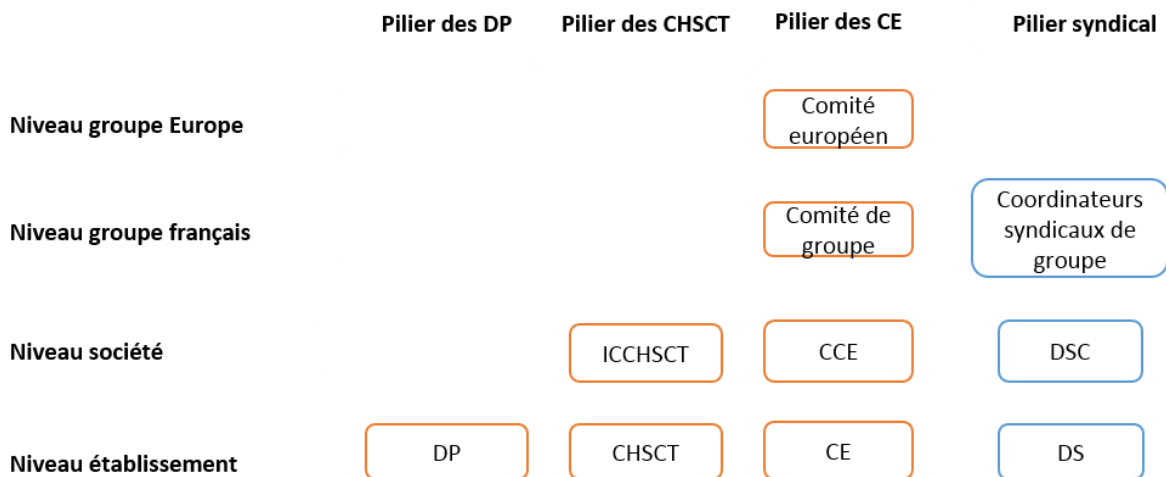 Pilier des DP Pilier des CHSCT Pilier des CE Pilier syndical
Niveau groupe Europe
Comité
européen
Niveau groupe français
Comité de
groupe
Coordinateurs
syndicaux de
groupe
Niveau société
ICCHSCT
CCE
DSC
Niveau établissement
DP
CHSCT
CE
DS